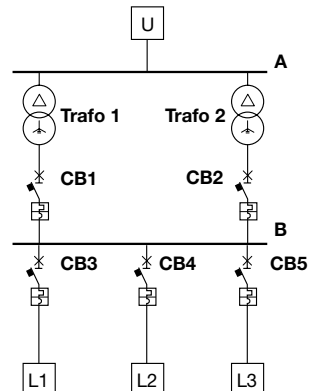 U
A
Trafo 1 Trafo 2
CB1 CB2
B
CB3 CB4 CB5
L1 L2 L3